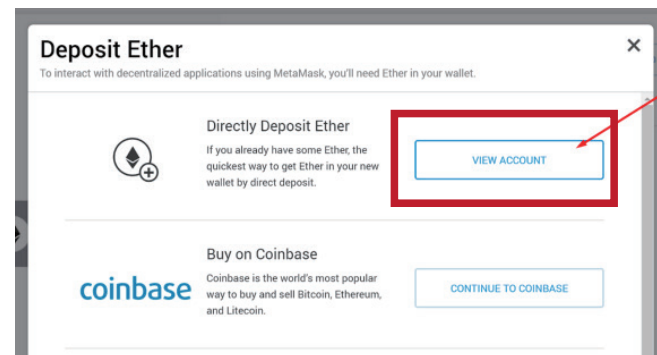 Deposit Ether
To interact with decentralized applications using MetaMask, you'll need Ether in your wallet.
Directly Deposit Ether
If you already have some Ether, the
quickest way to get Ether in your new
wallet by direct deposit.
VIEW ACCOUNT
Buy on Coinbase
coinbase
Coinbase is the world's most popular
way to buy and sell Bitcoin, Ethereum,
and Litecoin.
CONTINUE TO COINBASE